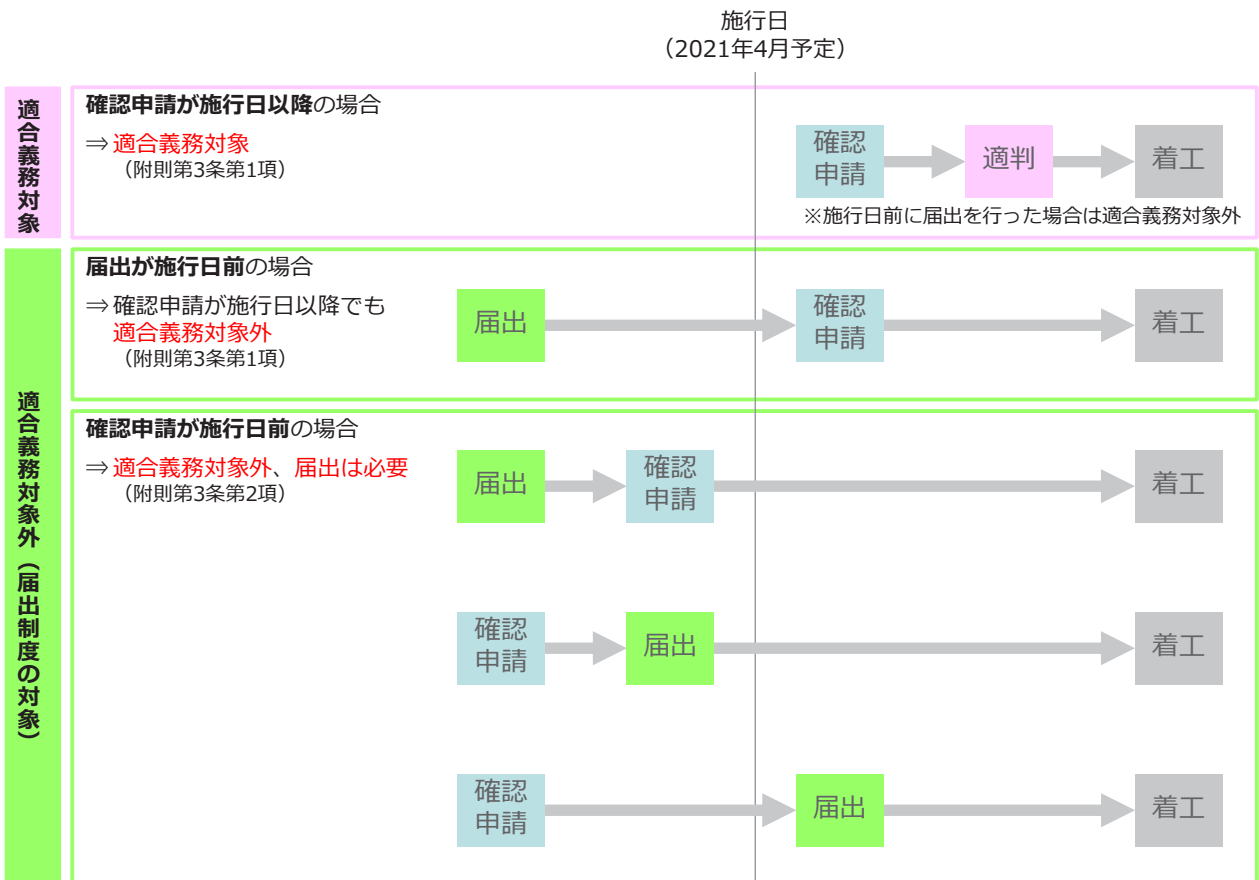 施行日
（2021年4月予定）
適合義務対象
確認申請が施行日以降の場合
⇒ 適合義務対象
（附則第3条第1項）
確認
申請
適判
着工
※施行日前に届出を行った場合は適合義務対象外
適合義務対象外（届出制度の対象）
届出が施行日前の場合
⇒ 確認申請が施行日以降でも
適合義務対象外
（附則第3条第1項）
届出
確認
申請
着工
確認申請が施行日前の場合
⇒ 適合義務対象外、届出は必要
（附則第3条第2項）
届出
確認
申請
着工
確認
申請
届出
着工
確認
申請
届出
着工